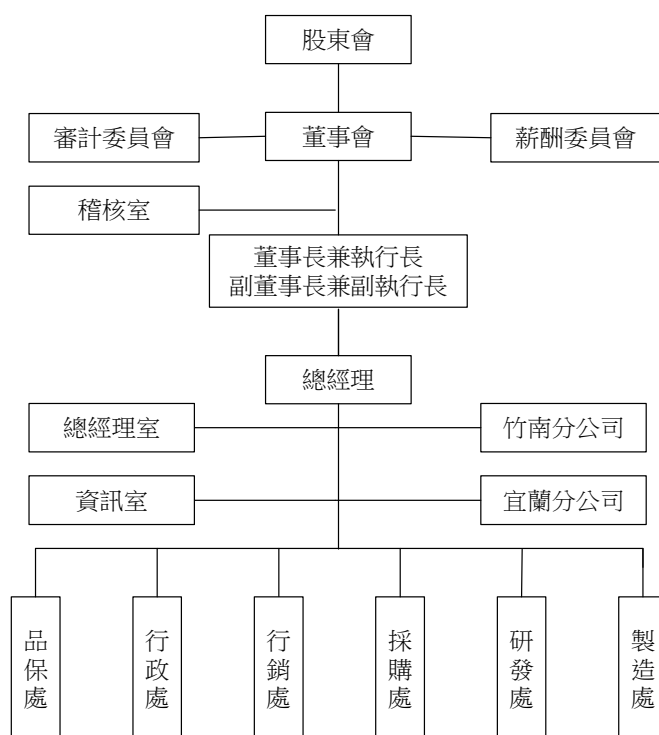 股東會
審計委員會
董事會
薪酬委員會
稽核室
董事長兼執行長
副董事長兼副執行長
總經理
總經理室
竹南分公司
資訊室
宜蘭分公司
品保處
行政處
行銷處
採購處
研發處
製造處